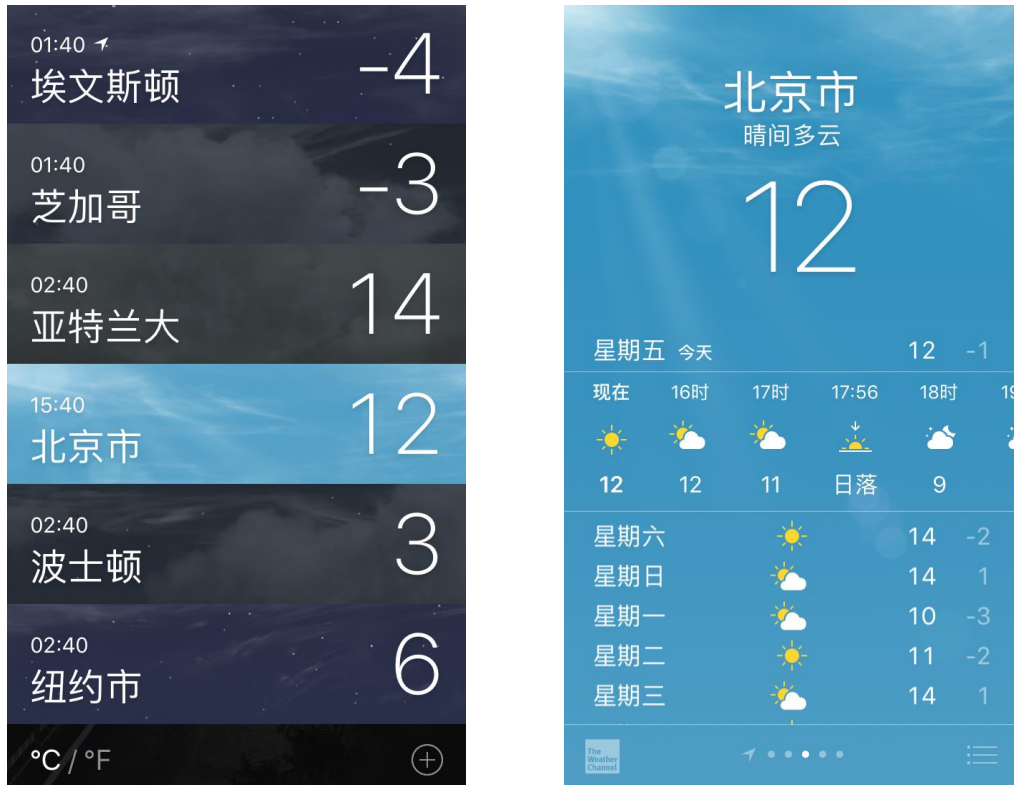 01:40
埃文斯顿
-4
01:40
芝加哥
-3
02:40
亚特兰大
14
15:40
北京市
12
02:40
波士顿
3
02:40
纽约市
6
°C / °F
北京市
晴间多云
12
星期五 今天 12 -1
现在 16时 17时 17:56 18时 19
12 12 11 日落 9
星期六 14 -2
星期日 14 1
星期一 10 -3
星期二 11 -2
星期三 14 1
The
Weather
Channel